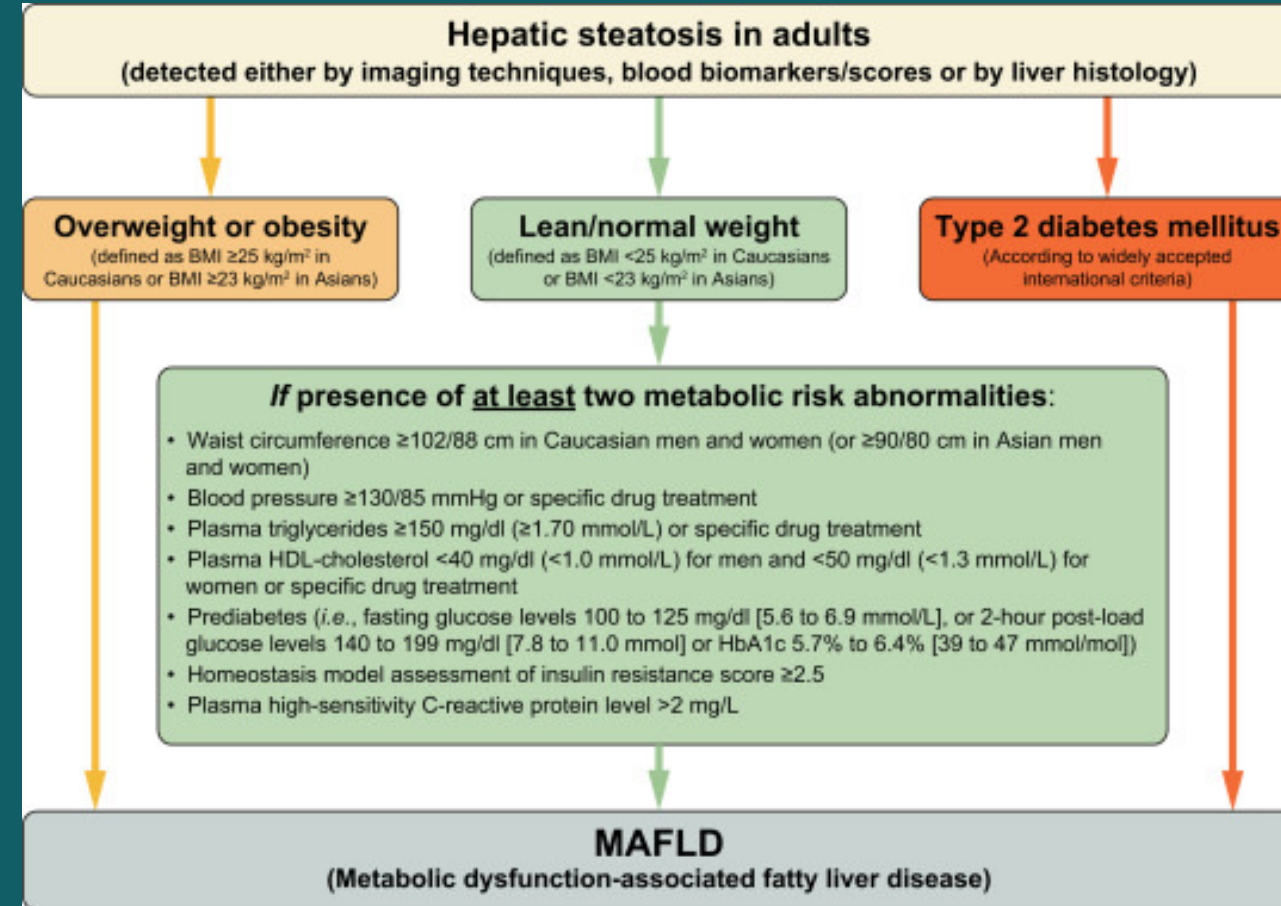 Hepatic steatosis in adults
(detected either by imaging techniques, blood biomarkers/scores or by liver histology)
Overweight or obesity
(defined as BMI ≥25 kg/m² in
Caucasians or BMI ≥23 kg/m² in Asians)
Lean/normal weight
(defined as BMI <25 kg/m² in Caucasians
or BMI <23 kg/m² in Asians)
Type 2 diabetes mellitus
(According to widely accepted
international criteria)
If presence of at least two metabolic risk abnormalities:
• Waist circumference ≥102/88 cm in Caucasian men and women (or ≥90/80 cm in Asian men
and women)
• Blood pressure ≥130/85 mmHg or specific drug treatment
• Plasma triglycerides ≥150 mg/dl (≥1.70 mmol/L) or specific drug treatment
• Plasma HDL-cholesterol <40 mg/dl (<1.0 mmol/L) for men and <50 mg/dl (<1.3 mmol/L) for
women or specific drug treatment
• Prediabetes (i.e., fasting glucose levels 100 to 125 mg/dl [5.6 to 6.9 mmol/L], or 2-hour post-load
glucose levels 140 to 199 mg/dl [7.8 to 11.0 mmol] or HbA1c 5.7% to 6.4% [39 to 47 mmol/mol])
• Homeostasis model assessment of insulin resistance score ≥2.5
• Plasma high-sensitivity C-reactive protein level >2 mg/L
MAFLD
(Metabolic dysfunction-associated fatty liver disease)